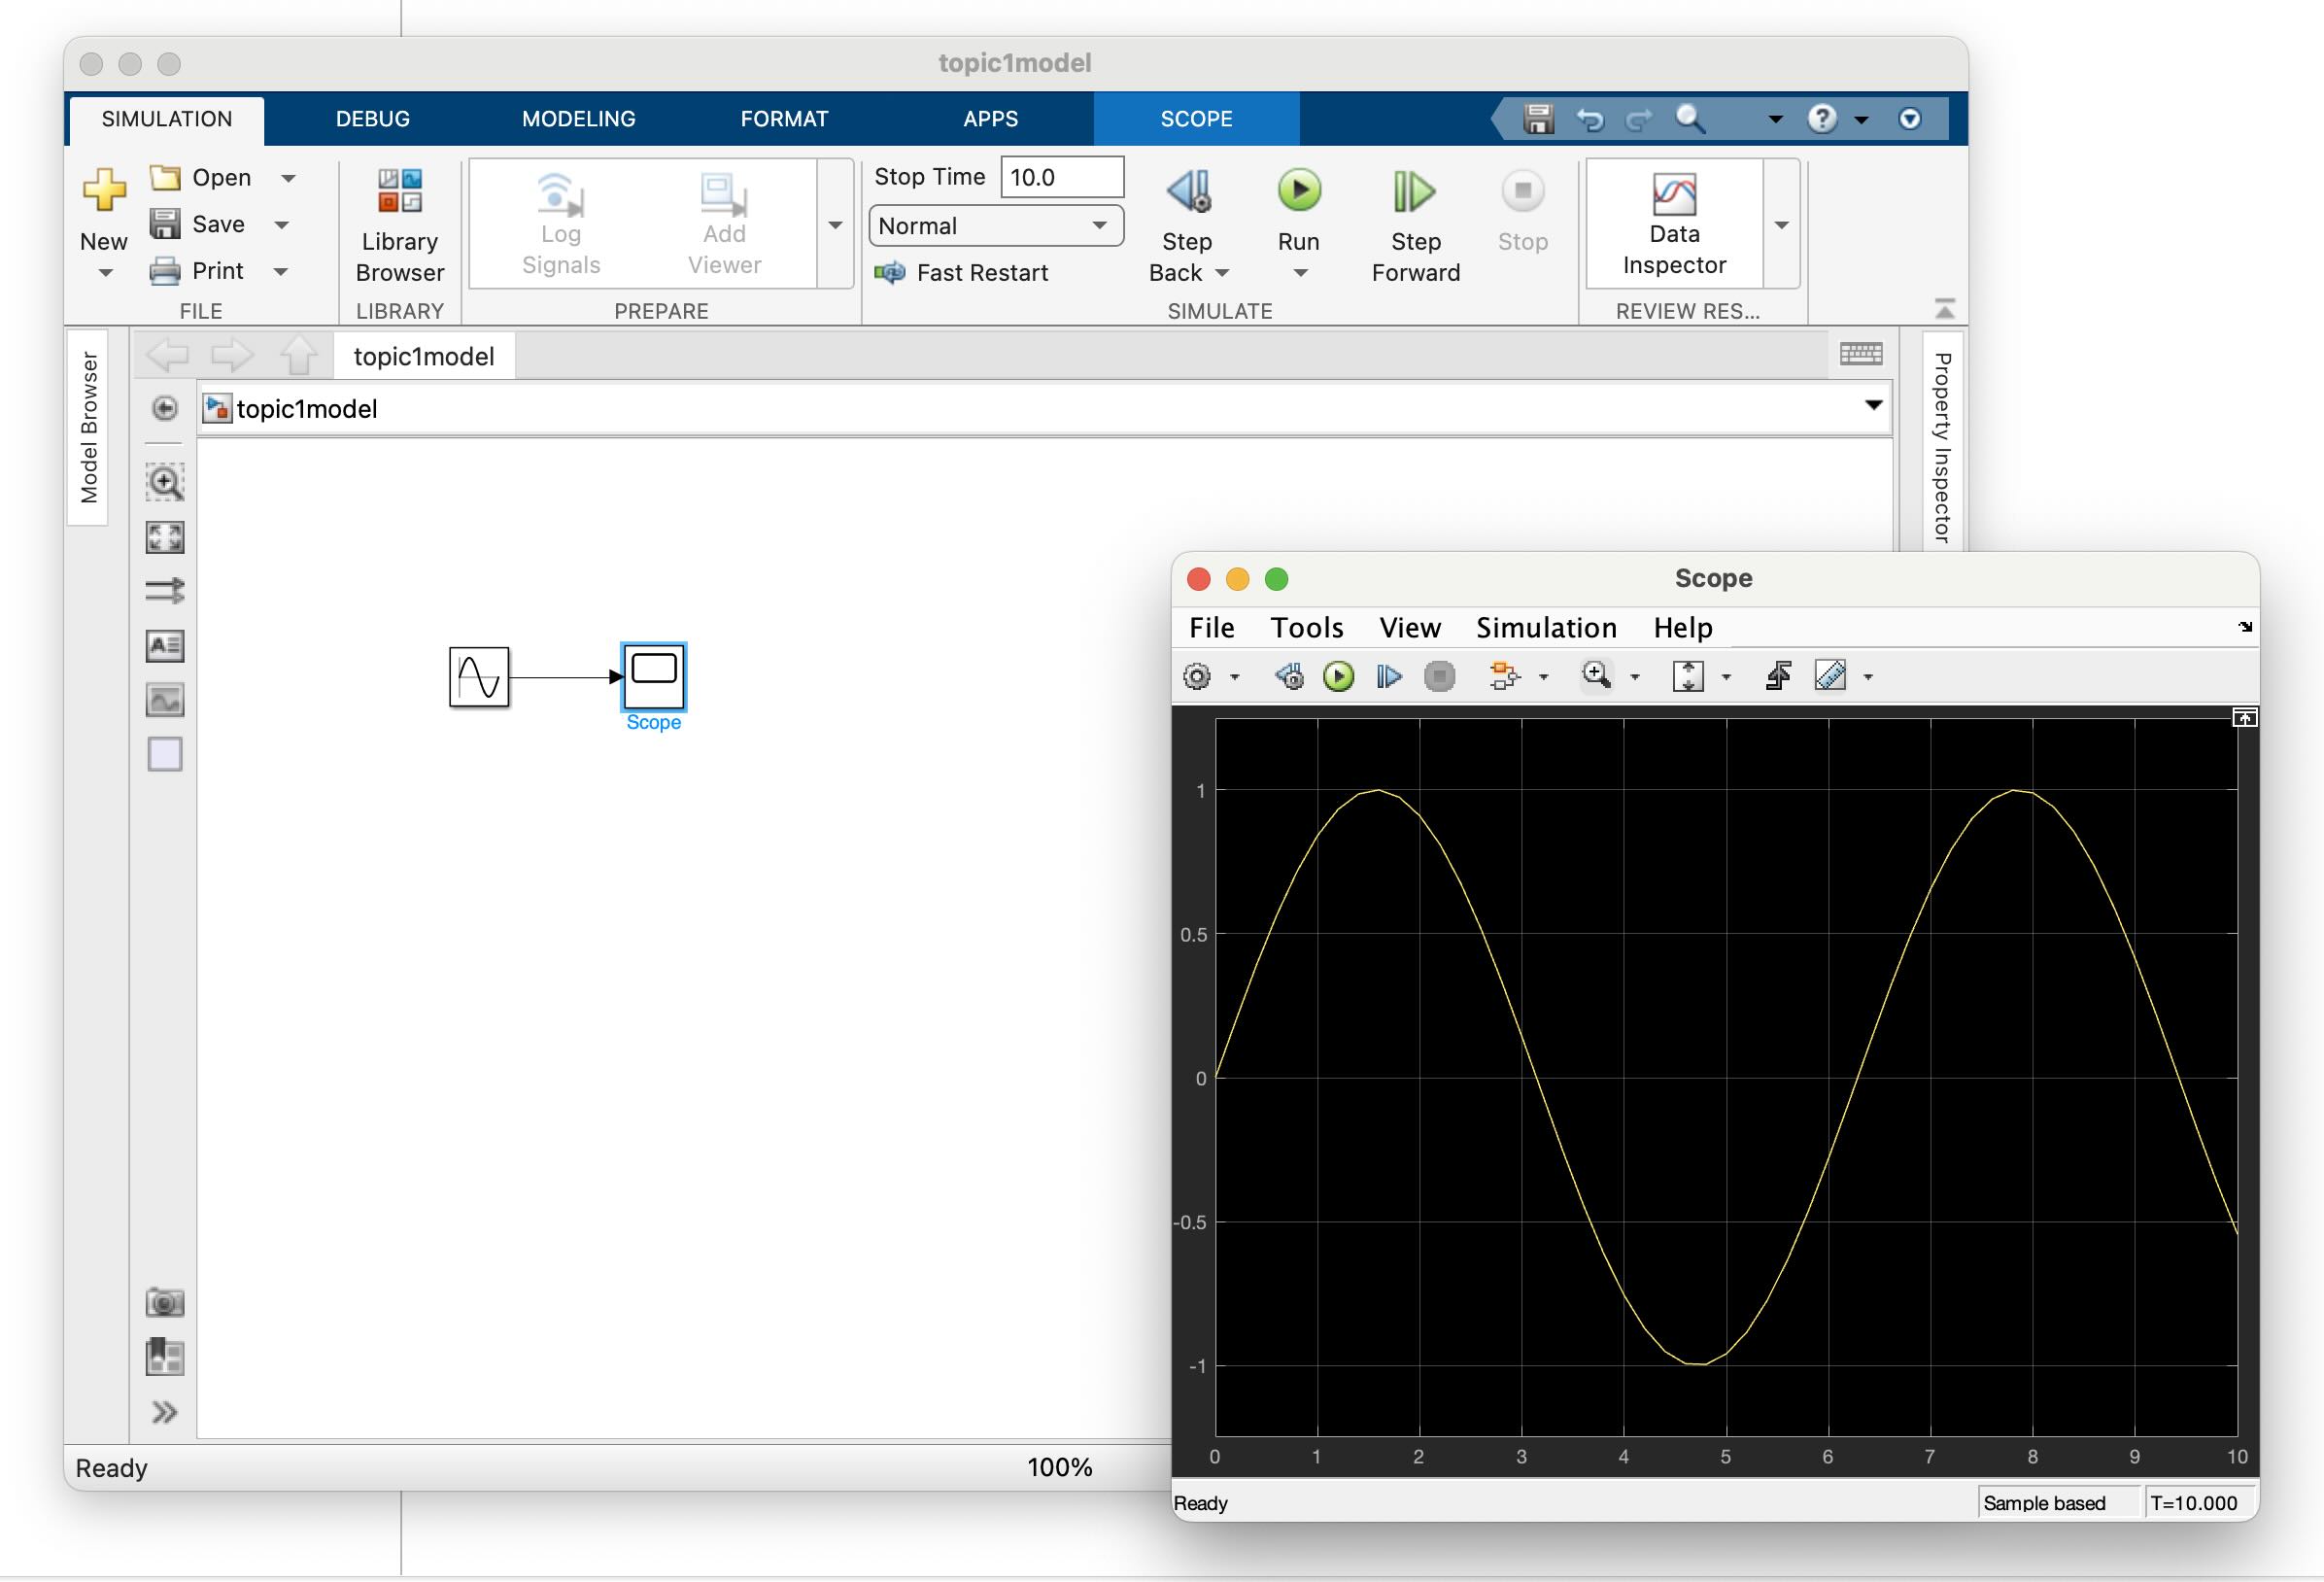 topic1model
SIMULATION DEBUG MODELING FORMAT APPS SCOPE
New
Open
Save
Print
FILE
Library
Browser
LIBRARY
Log
Signals
Add
Viewer
PREPARE
Stop Time 10.0
Normal
Fast Restart
Step
Back
Run
Step
Forward
Stop
SIMULATE
Data
Inspector
REVIEW RES...
Model Browser
topic1model
topic1model
Property Inspector
Scope
Ready
100%
Scope
File Tools View Simulation Help
1
0.5
0
-0.5
-1
0 1 2 3 4 5 6 7 8 9 10
Ready
Sample based
T=10.000